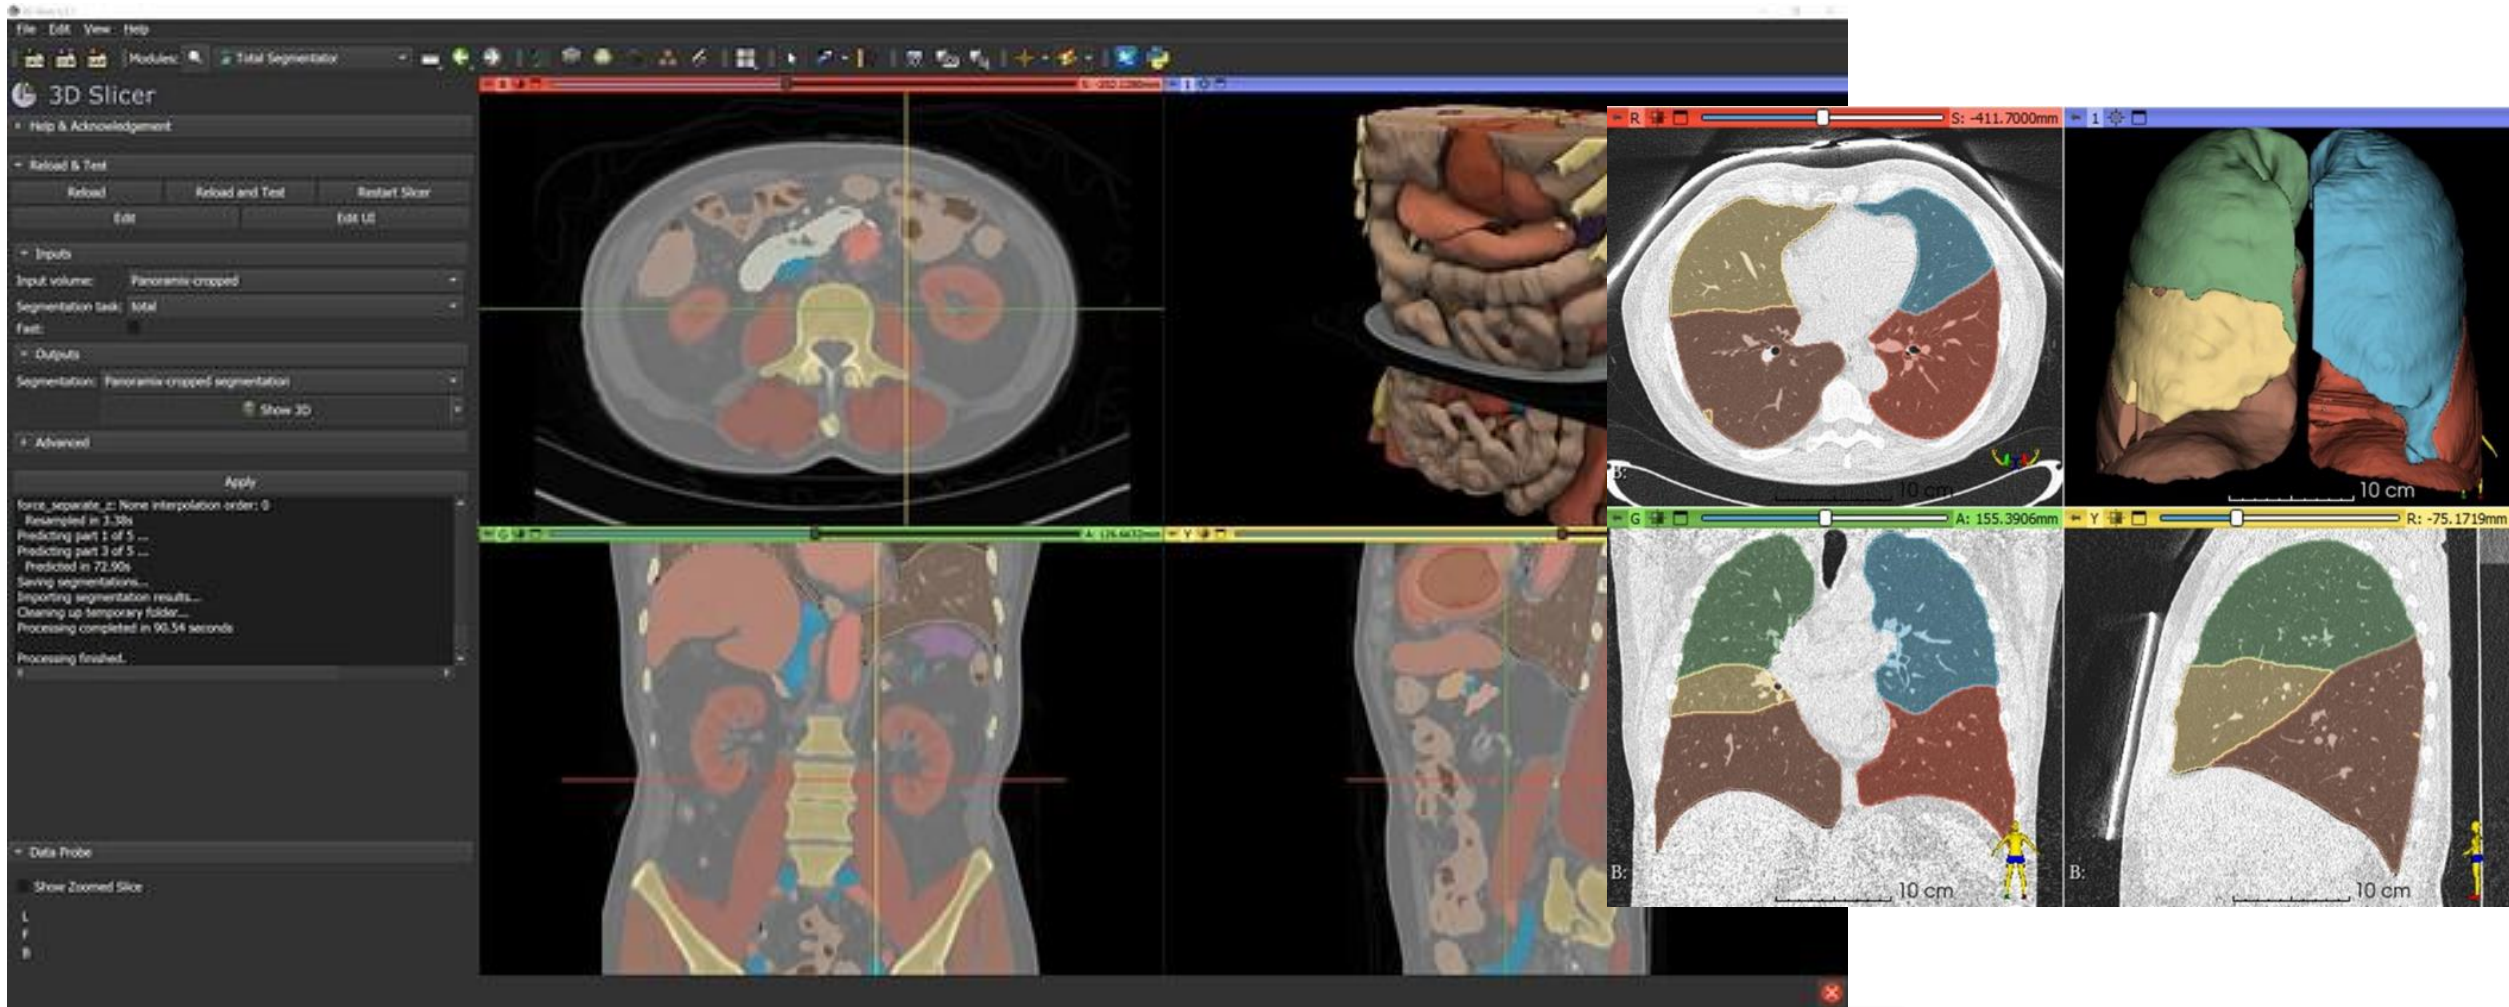 File Edit View Help
Modules: Total Segmentator
3D Slicer
Help & Acknowledgement
Reload & Test
Reload Reload and Test Restart Slicer
Edit Edit UI
Inputs
Input volume: Panoramix-cropped
Segmentation task: total
Fast:
Outputs
Segmentation: Panoramix-cropped segmentation
Show 3D
Advanced
Apply
force_separate_z: None interpolation order: 0
Resampled in 3.38s
Predicting part 1 of 5 ...
Predicting part 3 of 5 ...
Predicted in 72.90s
Saving segmentations...
Importing segmentation results...
Cleaning up temporary folder...
Processing completed in 90.54 seconds
Processing finished.
Data Probe
Show Zoomed Slice
L
F
B
1
Y
R S: -411.7000mm
1
B:
10 cm
10 cm
G A: 155.3906mm
Y R: -75.1719mm
B:
10 cm
B:
10 cm